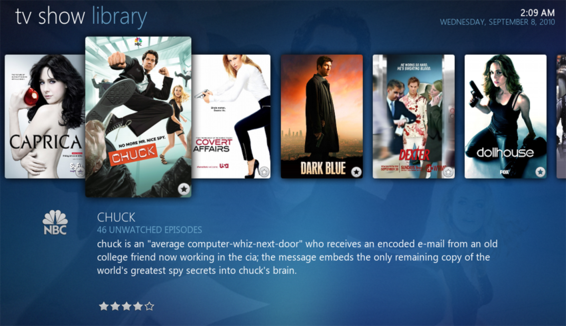 tv show library
2:09 AM
WEDNESDAY, SEPTEMBER 8, 2010
CAPRICA
NBC
NO MORE MR. NICE SPY.
CHUCK
COVERT
AFFAIRS
USA
DARK BLUE
DEXTER
dollhouse
FOX
NBC
CHUCK
46 UNWATCHED EPISODES
chuck is an "average computer-whiz-next-door" who receives an encoded e-mail from an old
college friend now working in the cia; the message embeds the only remaining copy of the
world's greatest spy secrets into chuck's brain.